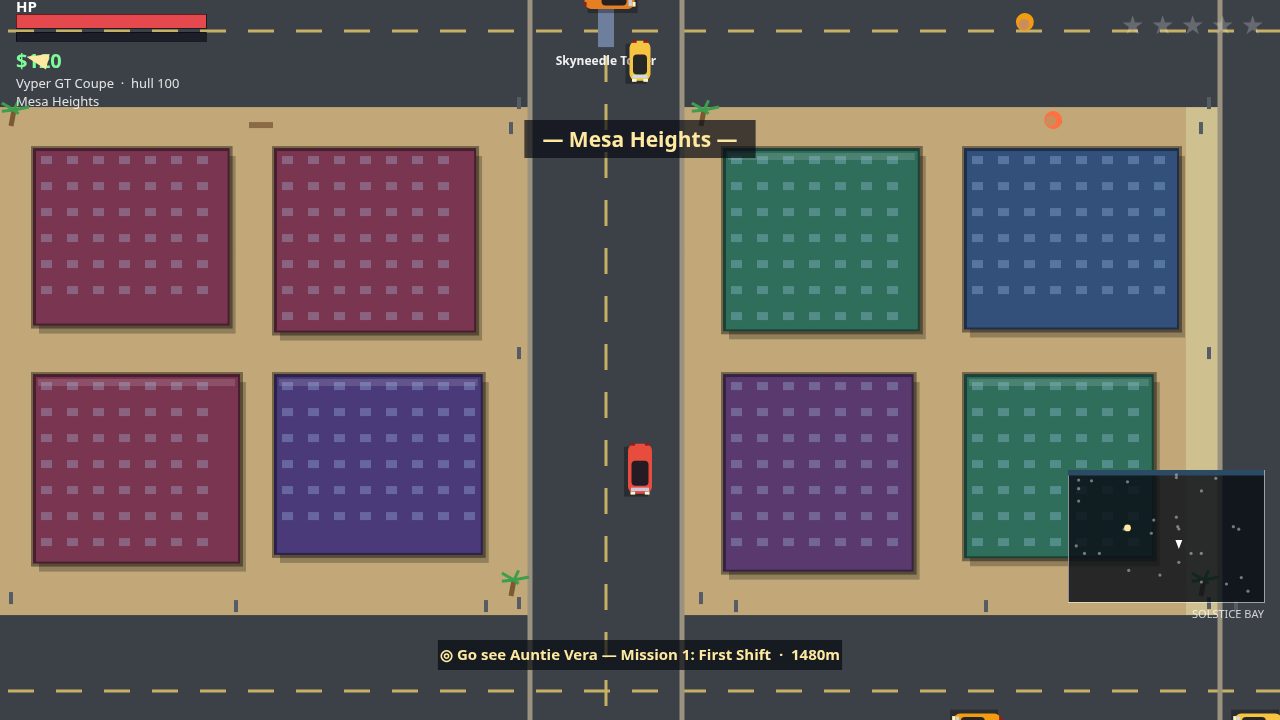 HP
Vyper GT Coupe · hull 100
Mesa Heights
Skyneedle
— Mesa Heights —
◎ Go see Auntie Vera — Mission 1: First Shift · 1480m
SOLSTICE BAY